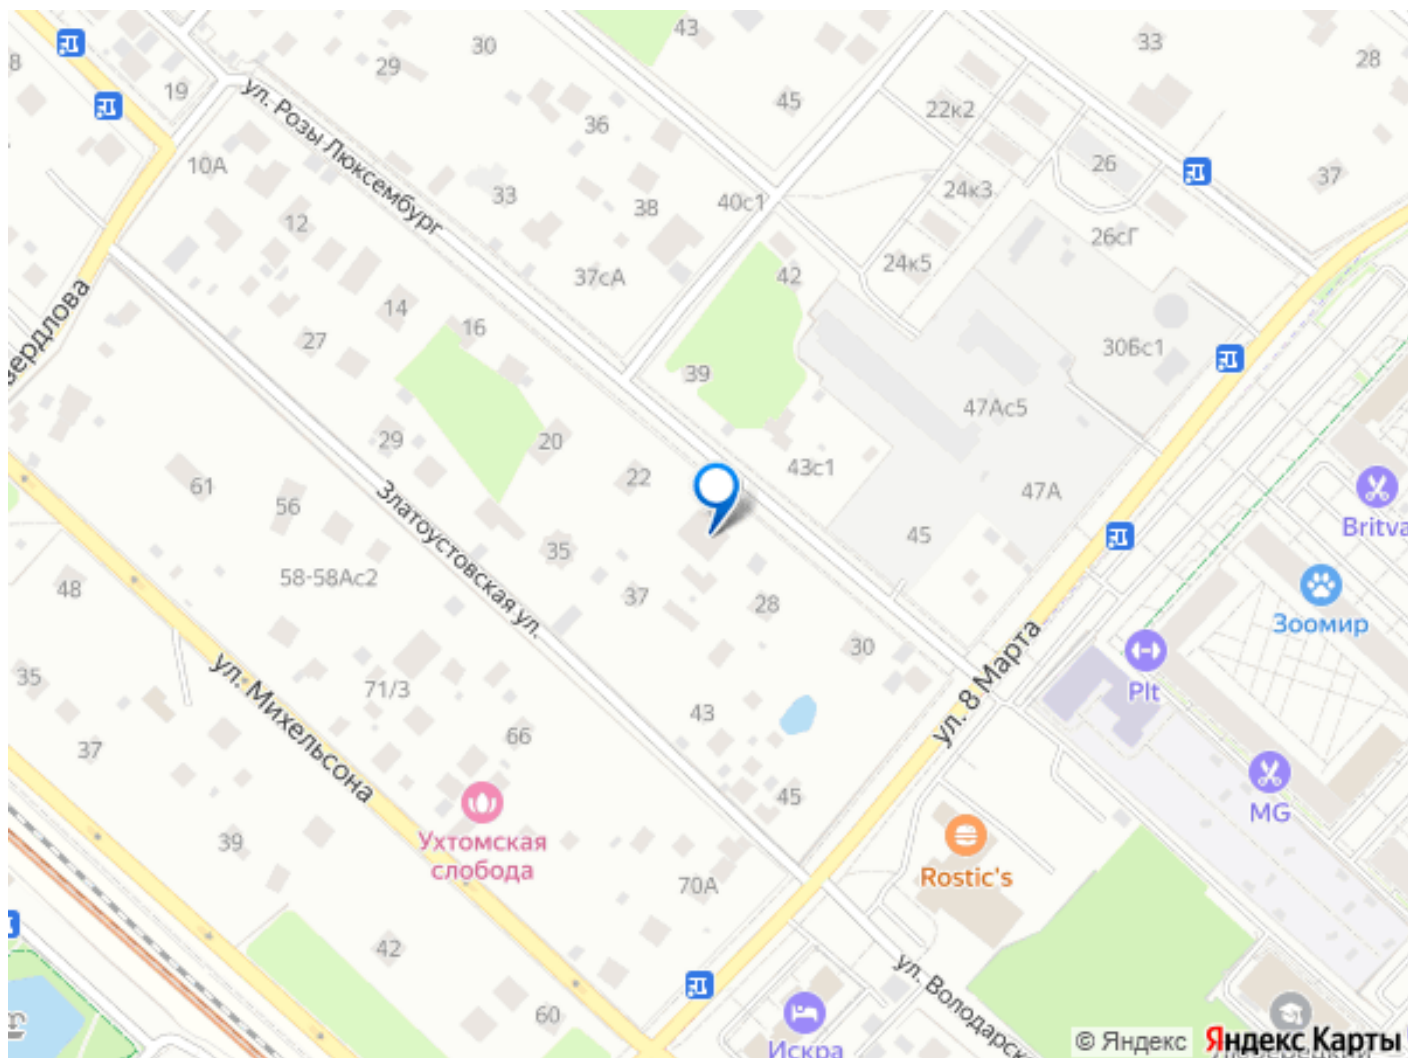 43
30
33
28
8
29
19
45
22к2
36
26
ул. Розы Люксембург
10А
37
24к3
33
38
40с1
12
26сГ
24к5
37сА
42
14
16
27
30Бс1
39
47Ас5
29
20
43с1
22
61
47А
56
Златоустовская ул.
45
Britva
35
58-58Ас2
48
37
28
Зоомир
30
ул. 8 Марта
35
71/3
Plt
ул. Михельсона
43
66
37
45
MG
39
Ухтомская
слобода
Rostic's
70А
42
60
ул. Володарск
Искра
© Яндекс
Яндекс Карты